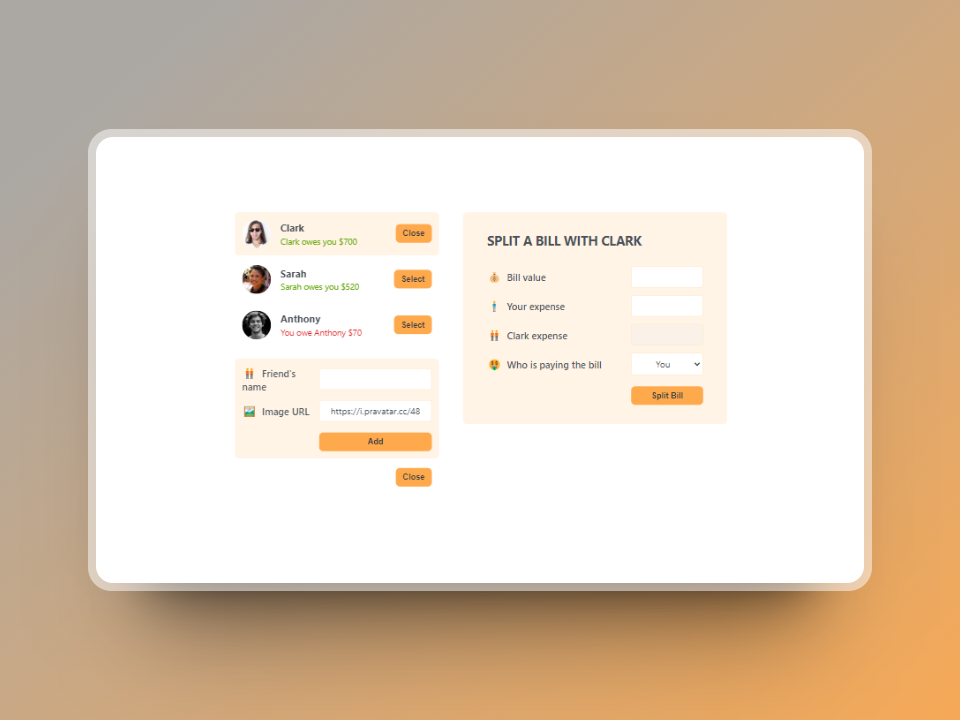 Clark
Clark owes you $700
Close
Sarah
Sarah owes you $520
Select
Anthony
You owe Anthony $70
Select
Friend's
name
Image URL
https://i.pravatar.cc/48
Add
Close
SPLIT A BILL WITH CLARK
Bill value
Your expense
Clark expense
Who is paying the bill
You
Split Bill